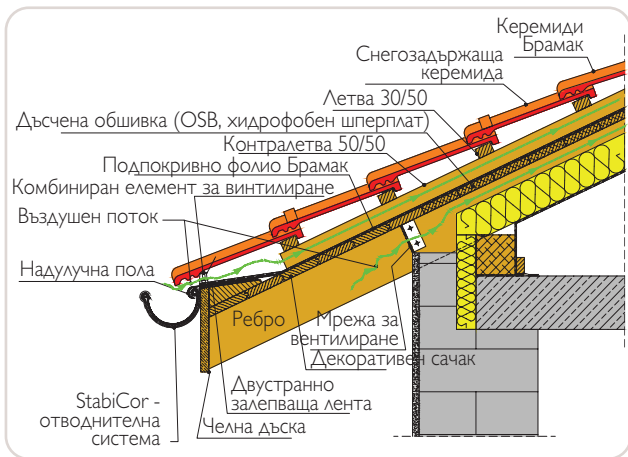 Керемиди
Брамак
Снегозадържаща
керемида
Летва 30/50
Дъсчена обшивка (OSB, хидрофобен шперплат)
Контралетва 50/50
Подпокривно фолио Брамак
Комбиниран елемент за винтилиране
Въздушен поток
Надулучна пола
Ребро
Мрежа за
вентилиране
Декоративен сачак
StabiCor -
отводнителна
система
Двустранно
залепваща лента
Челна дъска